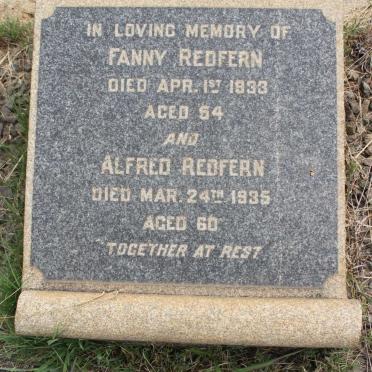 IN LOVING MEMORY OF
FANNY REDFERN
DIED APR. 1ST 1933
AGED 54
AND
ALFRED REDFERN
DIED MAR. 24TH 1935
AGED 60
TOGETHER AT REST